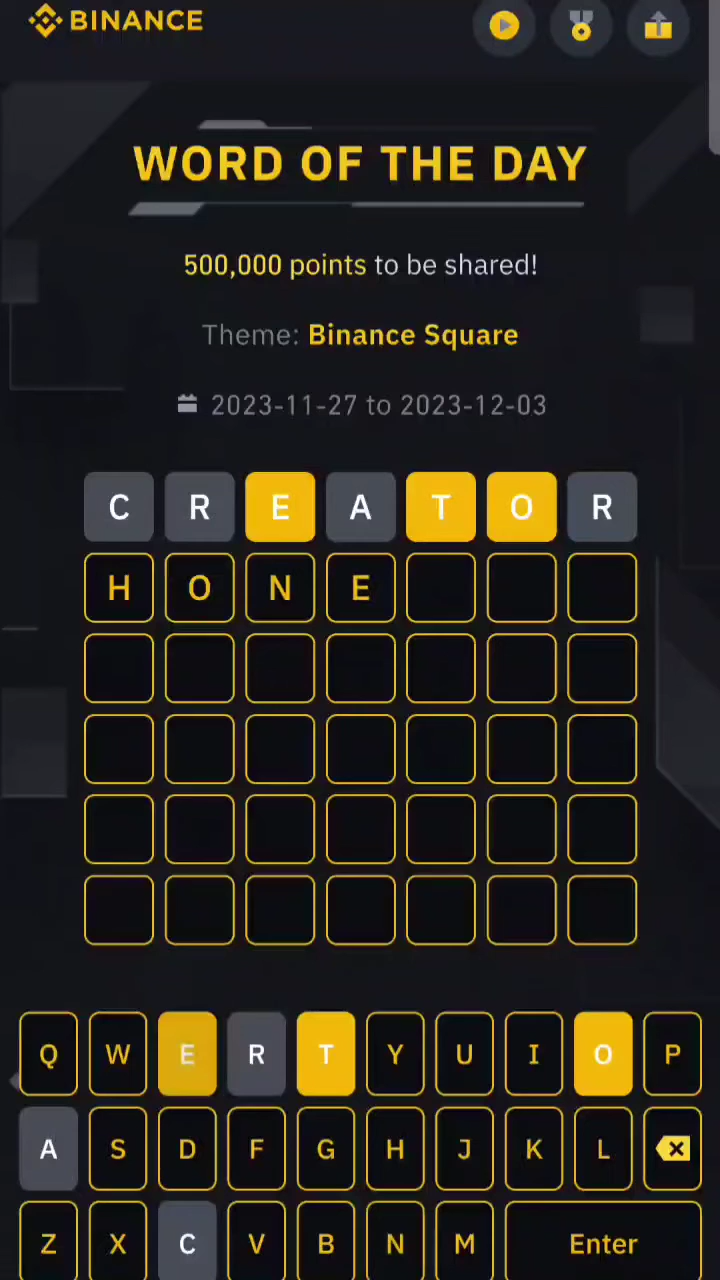 BINANCE
WORD OF THE DAY
500,000 points to be shared!
Theme: Binance Square
2023-11-27 to 2023-12-03
C R E A T O R
H O N E
Q W E R T Y U I O P
A S D F G H J K L
Z X C V B N M Enter